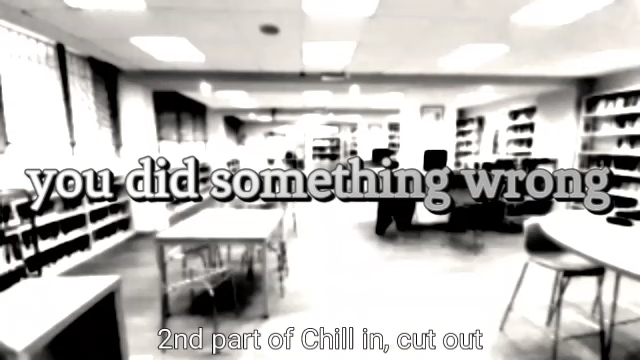 you did something wrong
2nd part of Chill in, cut out